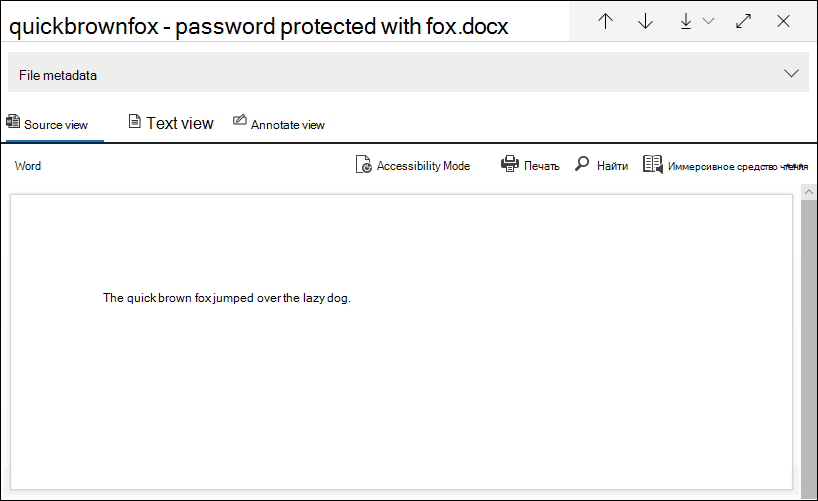 quickbrownfox - password protected with fox.docx
File metadata
Source view Text view Annotate view
Word Accessibility Mode Печать Найти Иммерсивное средство чтения
The quick brown fox jumped over the lazy dog.